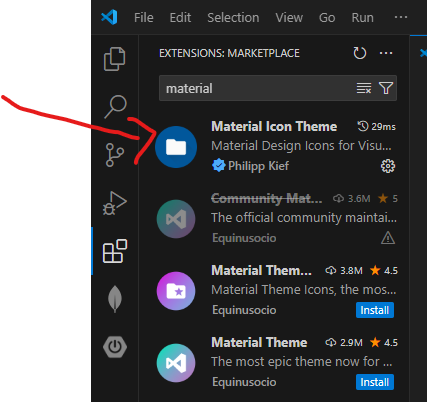 File Edit Selection View Go Run ...
EXTENSIONS: MARKETPLACE
material
Material Icon Theme 29ms
Material Design Icons for Visu...
Philipp Kief
Community Mat... 3.6M 5
The official community maintai...
Equinusocio
Material Them... 3.8M 4.5
Material Theme Icons, the mos...
Equinusocio Install
Material Theme 2.9M 4.5
The most epic theme now for ...
Equinusocio Install